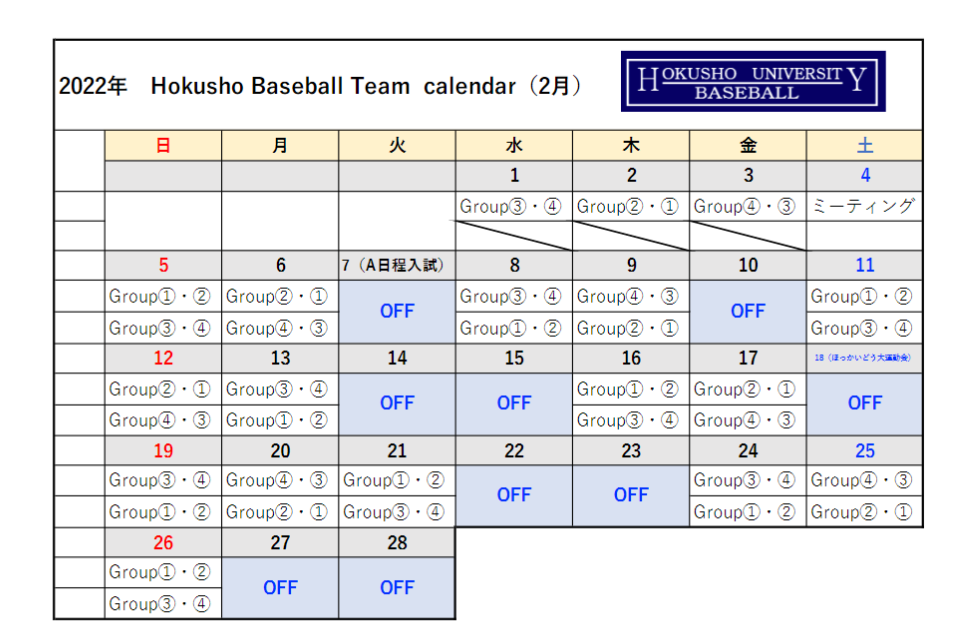 2022年 Hokusho Baseball Team calendar（2月）
HOKUSHO UNIVERSITY
BASEBALL
日 月 火 水 木 金 土
1 2 3 4
Group③・④ Group②・① Group④・③ ミーティング
5 6 7（A日程入試） 8 9 10 11
Group①・② Group②・① OFF Group③・④ Group④・③ OFF Group①・②
Group③・④ Group④・③ Group①・② Group②・① Group③・④
12 13 14 15 16 17 18（ほっかいどう大運動会）
Group②・① Group③・④ OFF OFF Group①・② Group②・① OFF
Group④・③ Group①・② Group③・④ Group④・③
19 20 21 22 23 24 25
Group③・④ Group④・③ Group①・② OFF OFF Group③・④ Group④・③
Group①・② Group②・① Group③・④ Group①・② Group②・①
26 27 28
Group①・② OFF OFF
Group③・④